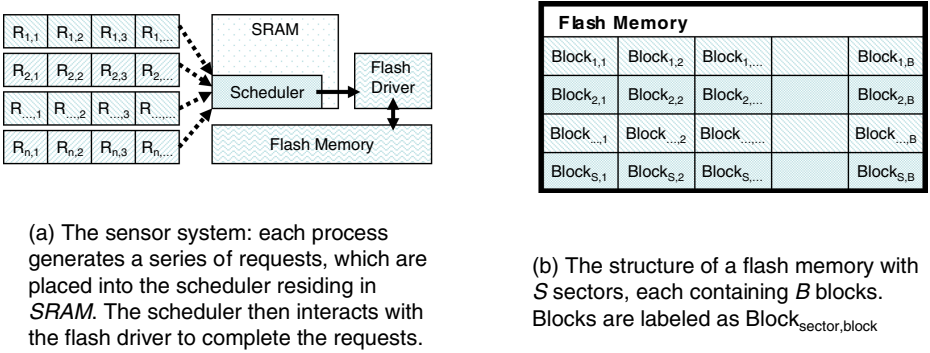 R1,1 R1,2 R1,3 R1,...
R2,1 R2,2 R2,3 R2,...
R...,1 R...,2 R...,3 R...,...
Rn,1 Rn,2 Rn,3 Rn,...
SRAM
Scheduler
Flash
Driver
Flash Memory
(a) The sensor system: each process
generates a series of requests, which are
placed into the scheduler residing in
SRAM. The scheduler then interacts with
the flash driver to complete the requests.
Flash Memory
Block1,1 Block1,2 Block1,... Block1,B
Block2,1 Block2,2 Block2,... Block2,B
Block...,1 Block...,2 Block...,... Block...,B
BlockS,1 BlockS,2 BlockS,... BlockS,B
(b) The structure of a flash memory with
S sectors, each containing B blocks.
Blocks are labeled as Blocksector,block